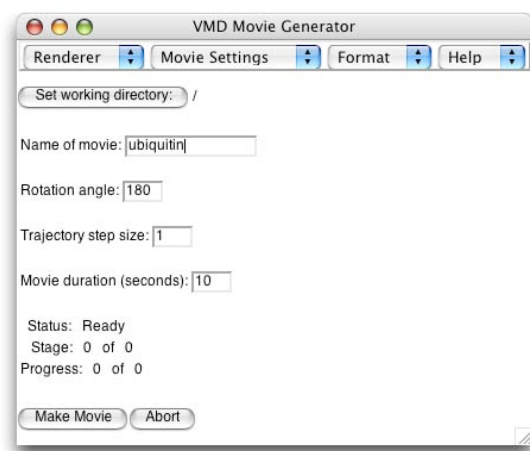 VMD Movie Generator
Renderer Movie Settings Format Help
Set working directory: /
Name of movie: ubiquitin
Rotation angle: 180
Trajectory step size: 1
Movie duration (seconds): 10
Status: Ready
Stage: 0 of 0
Progress: 0 of 0
Make Movie Abort